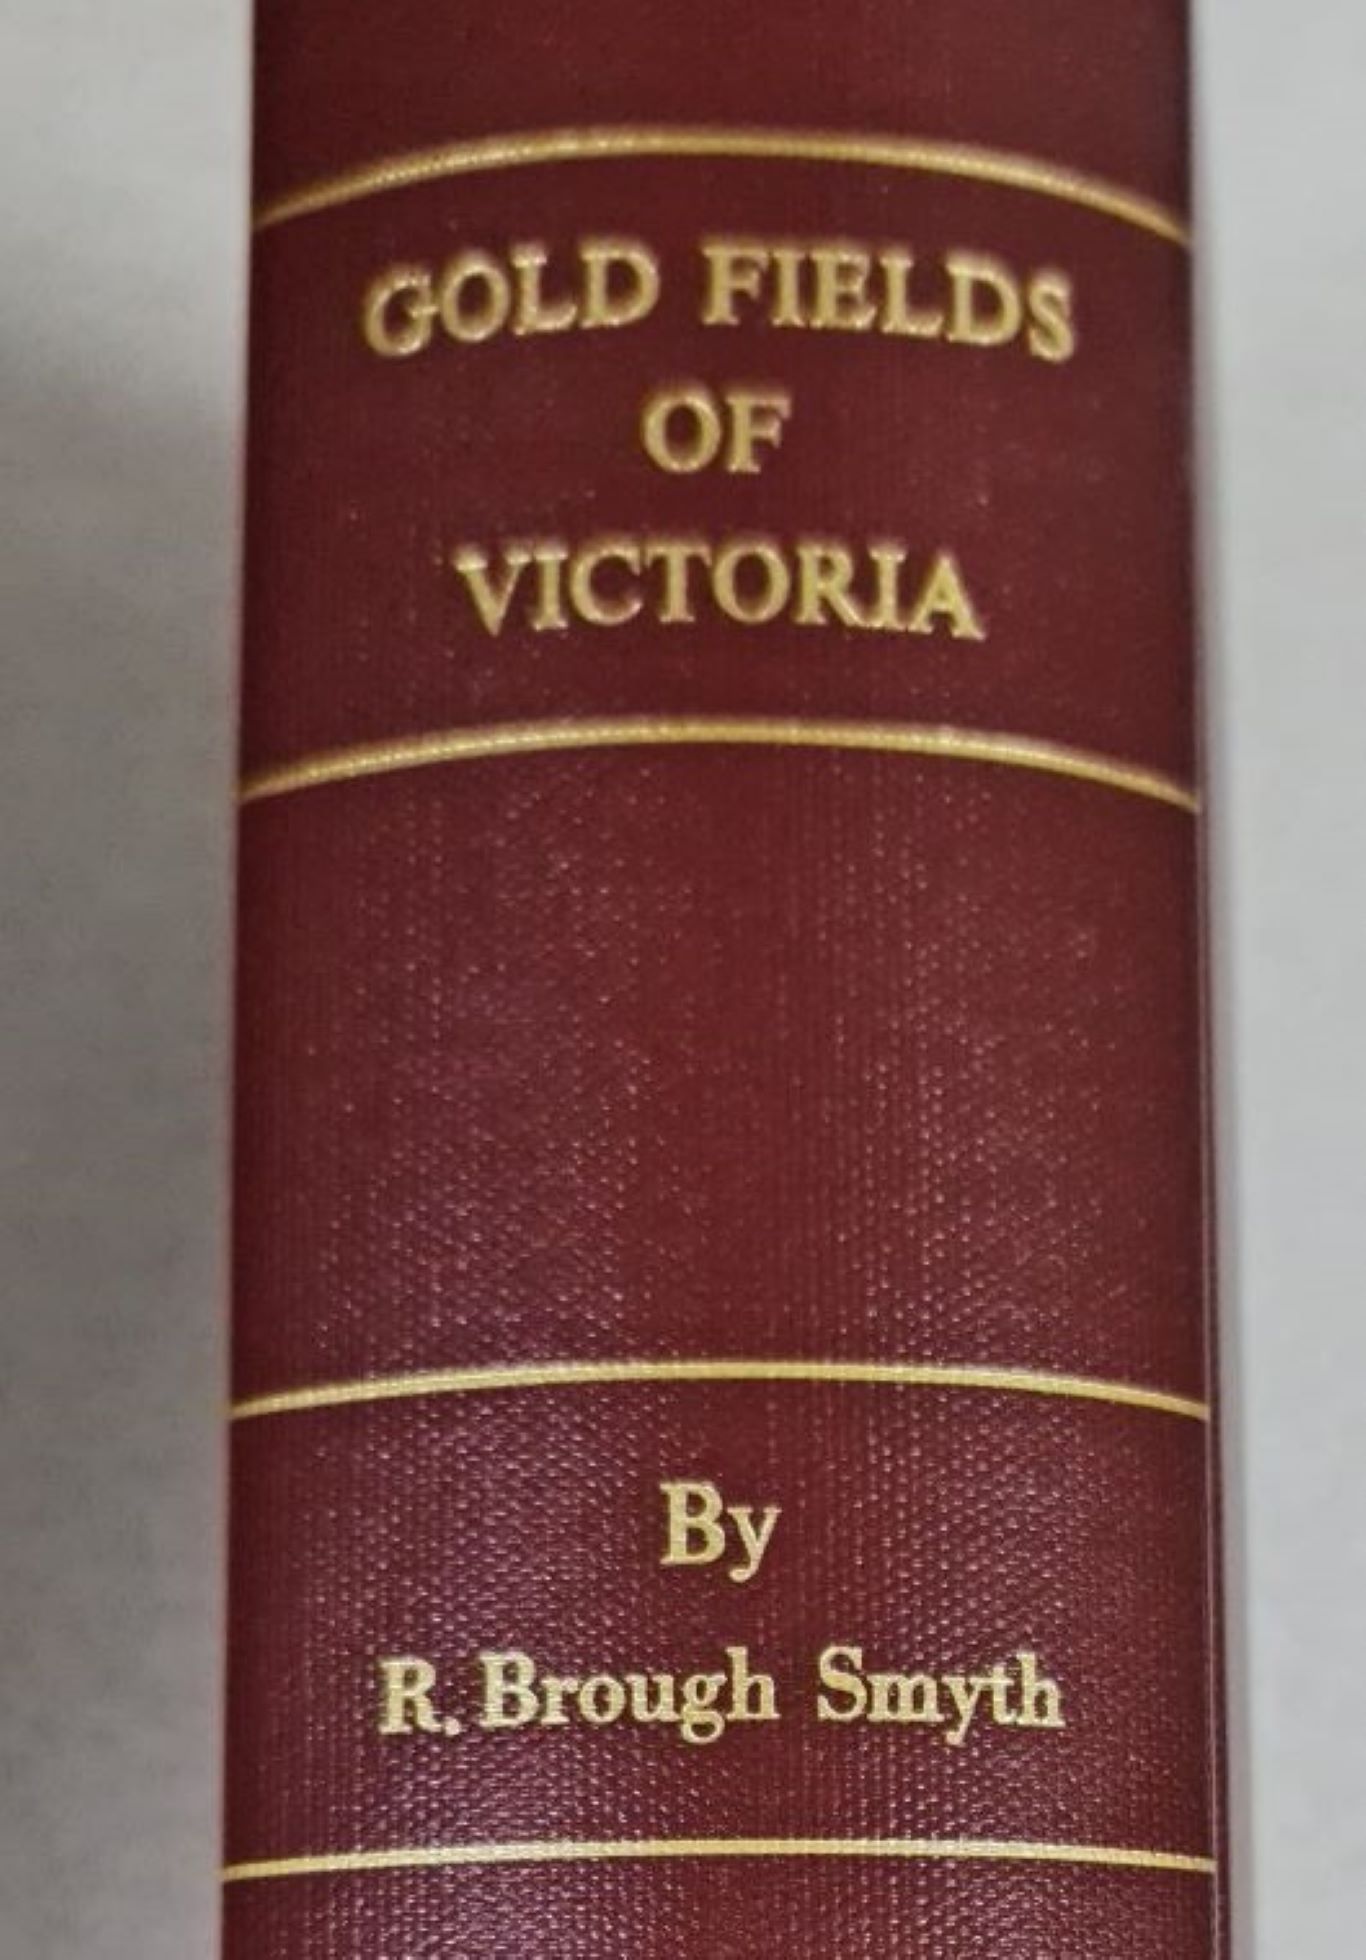 GOLD FIELDS
OF
VICTORIA
By
R. Brough Smyth